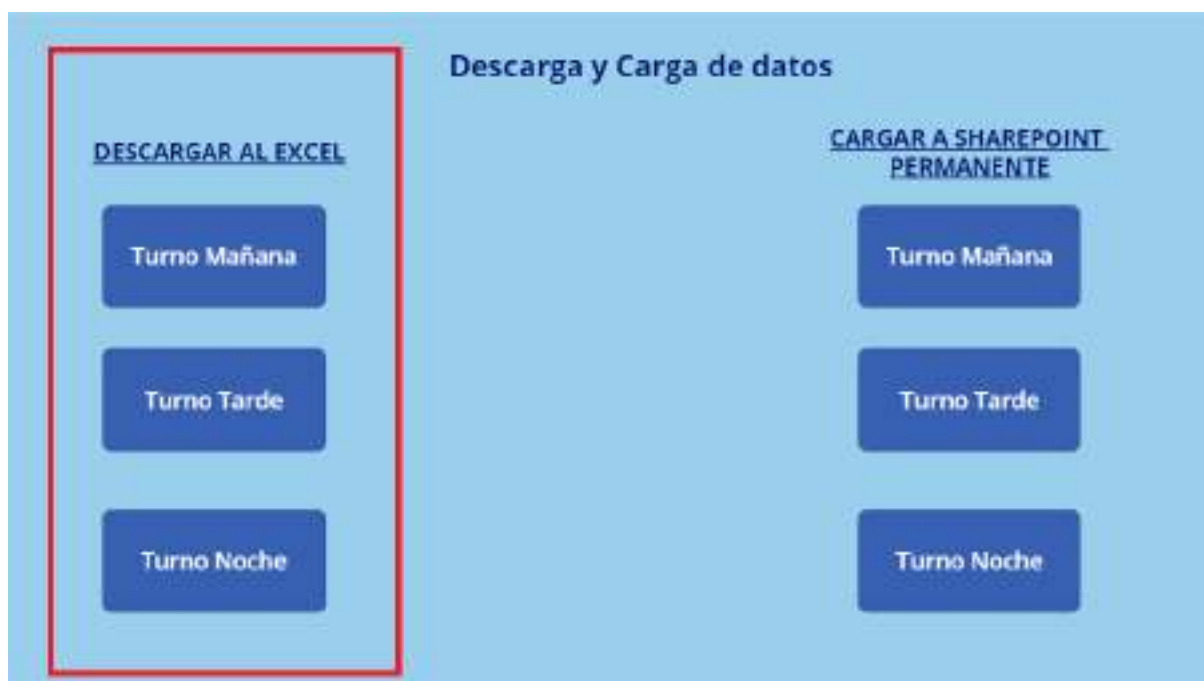 Descarga y Carga de datos
DESCARGAR AL EXCEL
Turno Mañana
Turno Tarde
Turno Noche
CARGAR A SHAREPOINT
PERMANENTE
Turno Mañana
Turno Tarde
Turno Noche